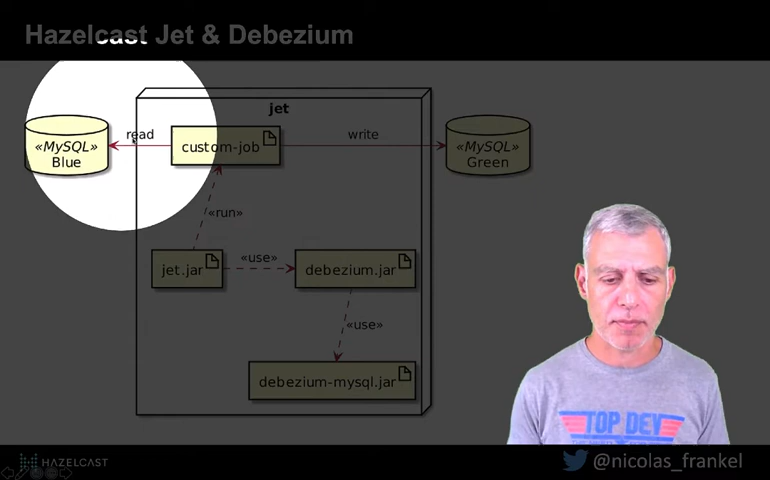 Hazelcast Jet & Debezium
jet
read
write
«MySQL»
Blue
custom-job
«MySQL»
Green
«run»
jet.jar
«use»
debezium.jar
«use»
debezium-mysql.jar
TOP DEV
HAZELCAST
@nicolas_frankel